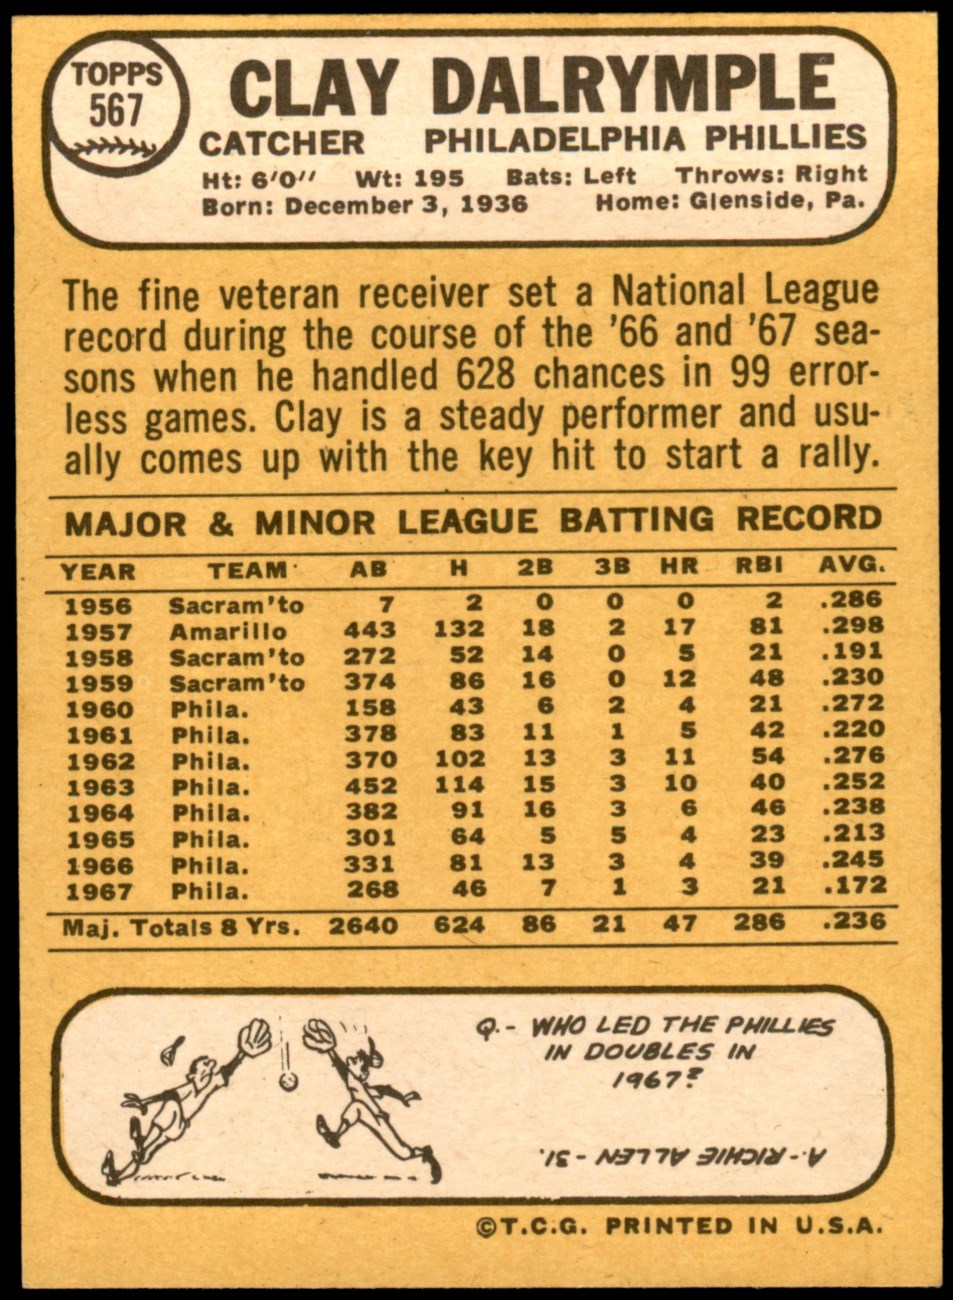 TOPPS
567
CLAY DALRYMPLE
CATCHER PHILADELPHIA PHILLIES
Ht: 6'0" Wt: 195 Bats: Left Throws: Right
Born: December 3, 1936 Home: Glenside, Pa.
The fine veteran receiver set a National League
record during the course of the '66 and '67 sea-
sons when he handled 628 chances in 99 error-
less games. Clay is a steady performer and usu-
ally comes up with the key hit to start a rally.
MAJOR & MINOR LEAGUE BATTING RECORD
YEAR TEAM AB H 2B 3B HR RBI AVG.
1956 Sacram'to 7 2 0 0 0 2 .286
1957 Amarillo 443 132 18 2 17 81 .298
1958 Sacram'to 272 52 14 0 5 21 .191
1959 Sacram'to 374 86 16 0 12 48 .230
1960 Phila. 158 43 6 2 4 21 .272
1961 Phila. 378 83 11 1 5 42 .220
1962 Phila. 370 102 13 3 11 54 .276
1963 Phila. 452 114 15 3 10 40 .252
1964 Phila. 382 91 16 3 6 46 .238
1965 Phila. 301 64 5 5 4 23 .213
1966 Phila. 331 81 13 3 4 39 .245
1967 Phila. 268 46 7 1 3 21 .172
Maj. Totals 8 Yrs. 2640 624 86 21 47 286 .236
Q.- WHO LED THE PHILLIES
IN DOUBLES IN
1967?
A.- RICHIE ALLEN - 31.
©T.C.G. PRINTED IN U.S.A.